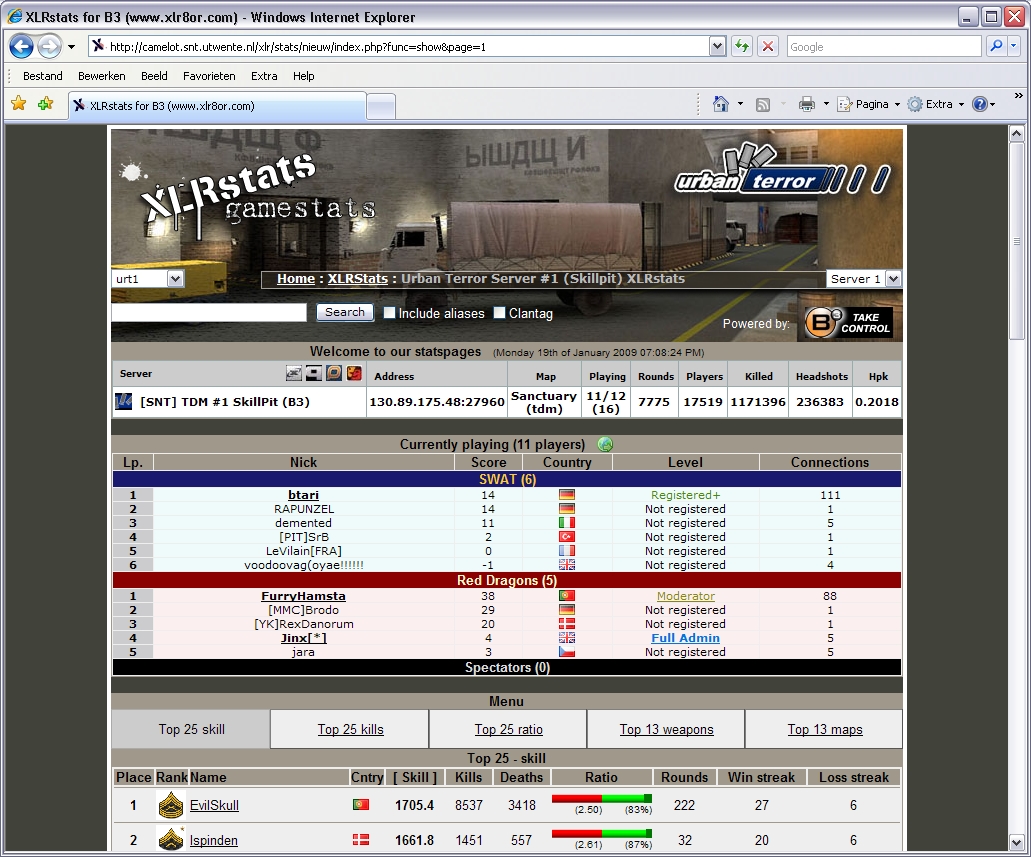 XLRstats for B3 (www.xlr8or.com) - Windows Internet Explorer
http://camelot.snt.utwente.nl/xlr/stats/nieuw/index.php?func=show&page=1
Google
Bestand Bewerken Beeld Favorieten Extra Help
XLRstats for B3 (www.xlr8or.com)
Pagina Extra
ЫШДЩ И
XLRstats
gamestats
urban terror
urt1
Home : XLRStats : Urban Terror Server #1 (Skillpit) XLRstats
Server 1
Search Include aliases Clantag
Powered by: B3 TAKE CONTROL
Welcome to our statspages (Monday 19th of January 2009 07:08:24 PM)
Server Address Map Playing Rounds Players Killed Headshots Hpk
[SNT] TDM #1 SkillPit (B3) 130.89.175.48:27960 Sanctuary (tdm) 11/12 (16) 7775 17519 1171396 236383 0.2018
Currently playing (11 players)
Lp. Nick Score Country Level Connections
SWAT (6)
1 btari 14 Registered+ 111
2 RAPUNZEL 14 Not registered 1
3 demented 11 Not registered 5
4 [PIT]SrB 2 Not registered 1
5 LeVilain[FRA] 0 Not registered 1
6 voodoovag(oyae!!!!!! -1 Not registered 4
Red Dragons (5)
1 FurryHamsta 38 Moderator 88
2 [MMC]Brodo 29 Not registered 1
3 [YK]RexDanorum 20 Not registered 1
4 Jinx[*] 4 Full Admin 5
5 jara 3 Not registered 5
Spectators (0)
Menu
Top 25 skill Top 25 kills Top 25 ratio Top 13 weapons Top 13 maps
Top 25 - skill
Place Rank Name Cntry [ Skill ] Kills Deaths Ratio Rounds Win streak Loss streak
1 EvilSkull 1705.4 8537 3418 (2.50) (83%) 222 27 6
2 Ispinden 1661.8 1451 557 (2.61) (87%) 32 20 6